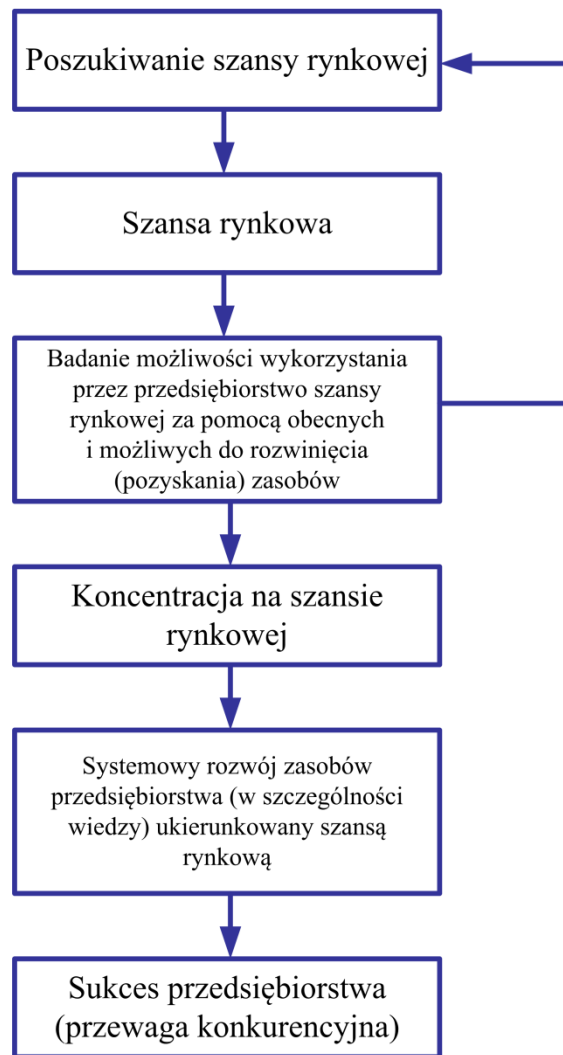 Poszukiwanie szansy rynkowej
Szansa rynkowa
Badanie możliwości wykorzystania
przez przedsiębiorstwo szansy
rynkowej za pomocą obecnych
i możliwych do rozwinięcia
(pozyskania) zasobów
Koncentracja na szansie
rynkowej
Systemowy rozwój zasobów
przedsiębiorstwa (w szczególności
wiedzy) ukierunkowany szansą
rynkową
Sukces przedsiębiorstwa
(przewaga konkurencyjna)